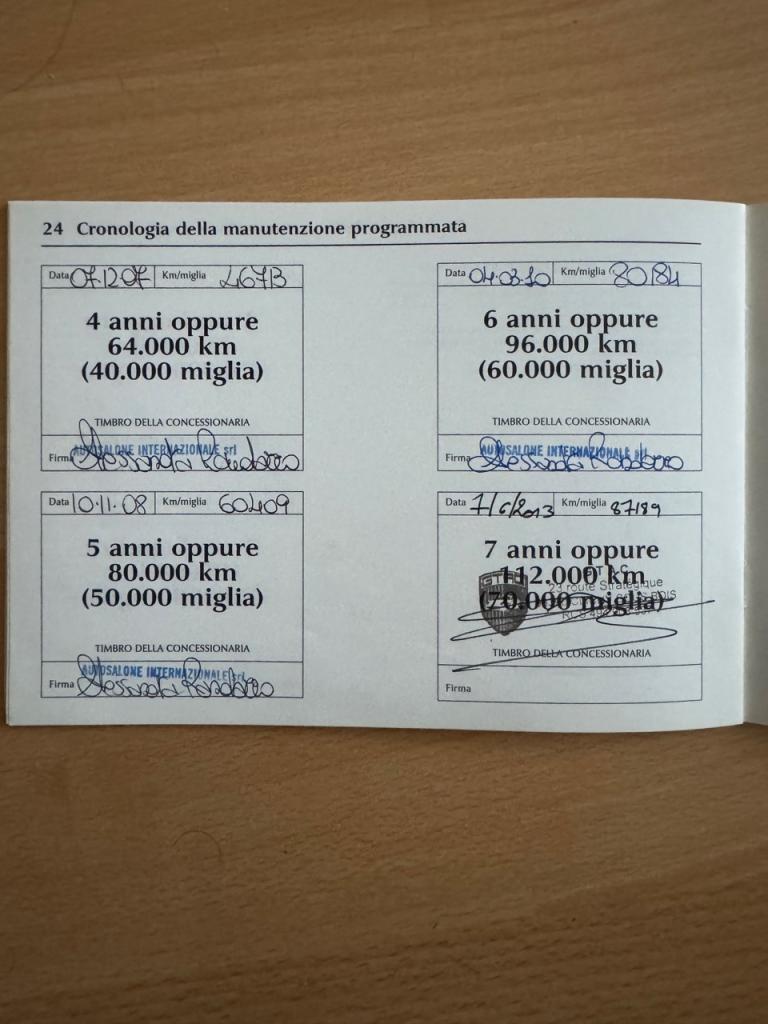 24 Cronologia della manutenzione programmata
Data 07.12.07 Km/miglia 46713
4 anni oppure
64.000 km
(40.000 miglia)
TIMBRO DELLA CONCESSIONARIA
AUTOSALONE INTERNAZIONALE srl
Firma
Data 10.11.08 Km/miglia 60409
5 anni oppure
80.000 km
(50.000 miglia)
TIMBRO DELLA CONCESSIONARIA
AUTOSALONE INTERNAZIONALE srl
Firma
Data 04.03.10 Km/miglia 80184
6 anni oppure
96.000 km
(60.000 miglia)
TIMBRO DELLA CONCESSIONARIA
AUTOSALONE INTERNAZIONALE srl
Firma
Data 7/6/2013 Km/miglia 87189
7 anni oppure
112.000 km
23 route Stratégique
(70.000 miglia)
TIMBRO DELLA CONCESSIONARIA
Firma